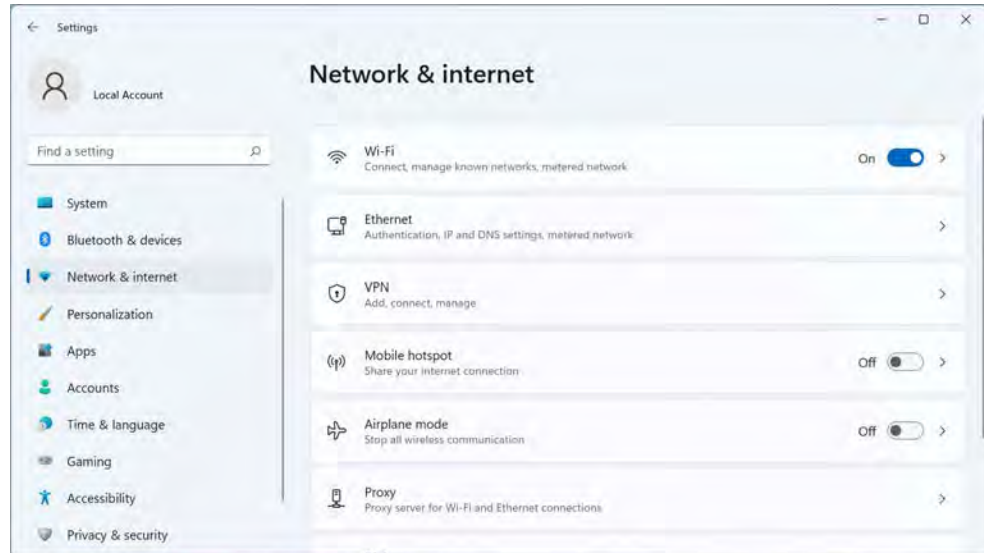 Settings
Local Account
Find a setting
System
Bluetooth & devices
Network & internet
Personalization
Apps
Accounts
Time & language
Gaming
Accessibility
Privacy & security
Network & internet
Wi-Fi
Connect, manage known networks, metered network
On
Ethernet
Authentication, IP and DNS settings, metered network
VPN
Add, connect, manage
Mobile hotspot
Share your internet connection
Off
Airplane mode
Stop all wireless communication
Off
Proxy
Proxy server for Wi-Fi and Ethernet connections